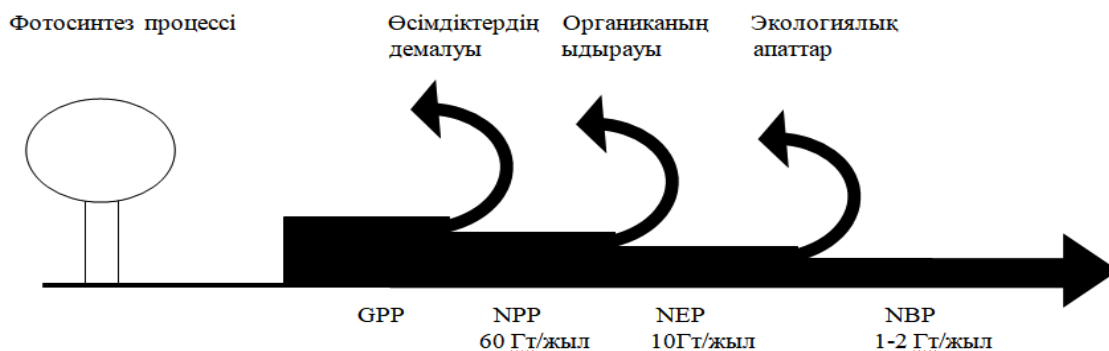 Фотосинтез процессі
Өсімдіктердің
демалуы
Органиканың
ыдырауы
Экологиялық
апаттар
GPP
NPP
60 Гт/жыл
NEP
10Гт/жыл
NBP
1-2 Гт/жыл